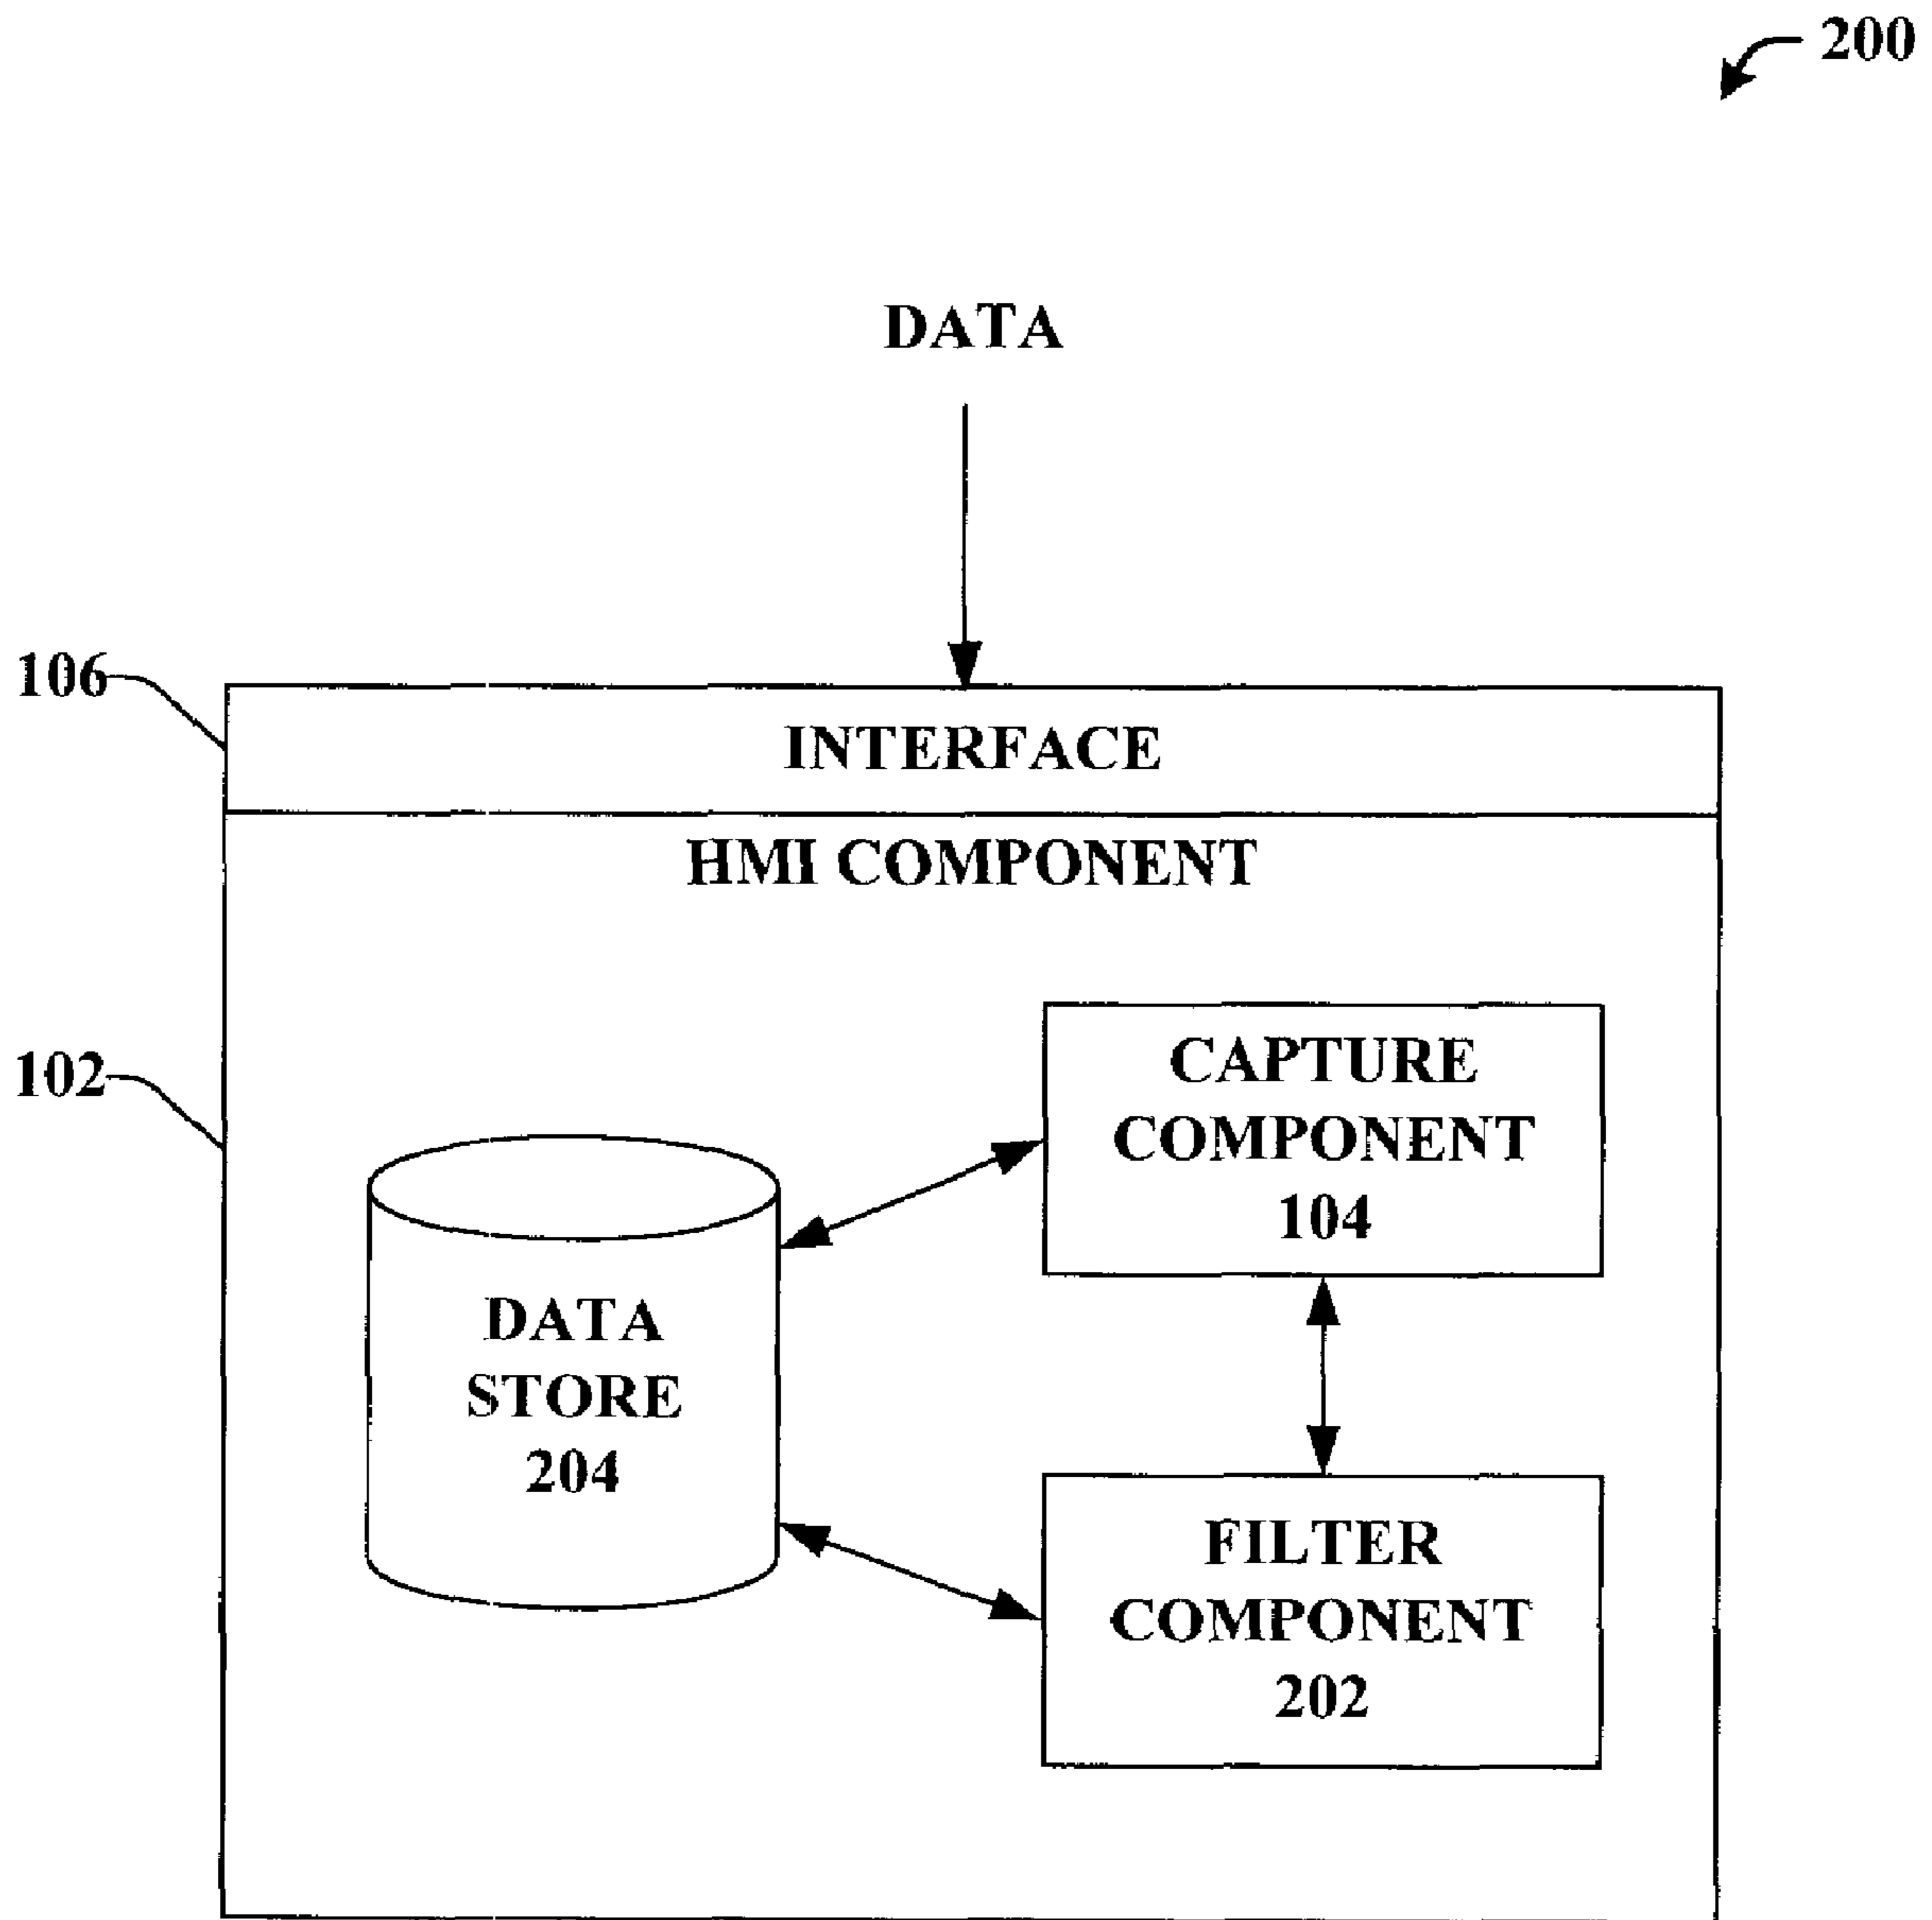 200
DATA
106
INTERFACE
HMI COMPONENT
102
CAPTURE
COMPONENT
104
DATA
STORE
204
FILTER
COMPONENT
202